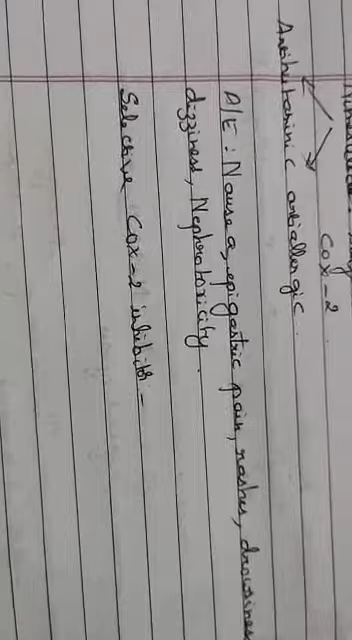 Cox-2.
Antihistaminic antiallergic.
A/E: Nausea, epigastric pain, rashes, drowsiness
dizziness, Nephrotoxicity.
Selective Cox-2 inhibitor-